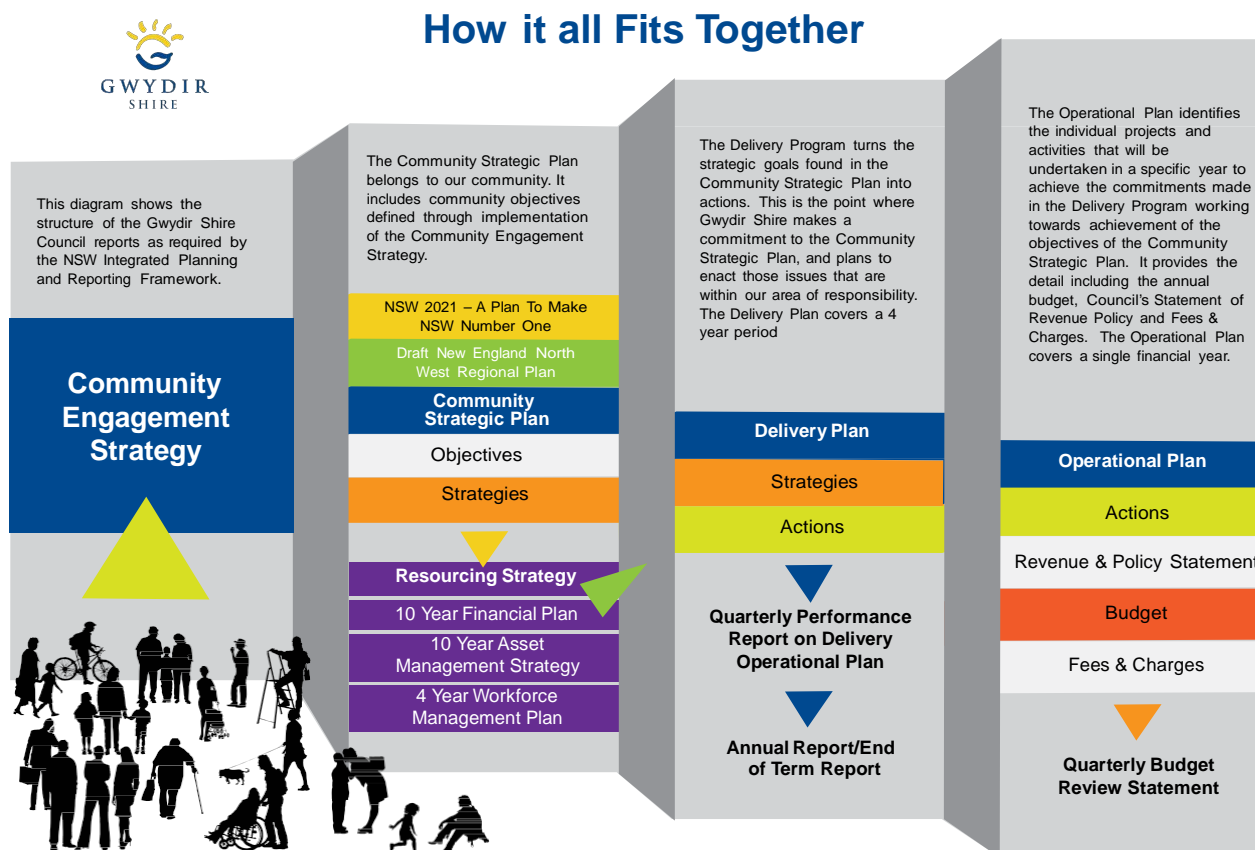 How it all Fits Together
GWYDIR
SHIRE
This diagram shows the
structure of the Gwydir Shire
Council reports as required by
the NSW Integrated Planning
and Reporting Framework.
Community
Engagement
Strategy
The Community Strategic Plan
belongs to our community. It
includes community objectives
defined through implementation
of the Community Engagement
Strategy.
NSW 2021 – A Plan To Make
NSW Number One
Draft New England North
West Regional Plan
Community
Strategic Plan
Objectives
Strategies
Resourcing Strategy
10 Year Financial Plan
10 Year Asset
Management Strategy
4 Year Workforce
Management Plan
The Delivery Program turns the
strategic goals found in the
Community Strategic Plan into
actions. This is the point where
Gwydir Shire makes a
commitment to the Community
Strategic Plan, and plans to
enact those issues that are
within our area of responsibility.
The Delivery Plan covers a 4
year period
Delivery Plan
Strategies
Actions
Quarterly Performance
Report on Delivery
Operational Plan
Annual Report/End
of Term Report
The Operational Plan identifies
the individual projects and
activities that will be
undertaken in a specific year to
achieve the commitments made
in the Delivery Program working
towards achievement of the
objectives of the Community
Strategic Plan. It provides the
detail including the annual
budget, Council's Statement of
Revenue Policy and Fees &
Charges. The Operational Plan
covers a single financial year.
Operational Plan
Actions
Revenue & Policy Statement
Budget
Fees & Charges
Quarterly Budget
Review Statement